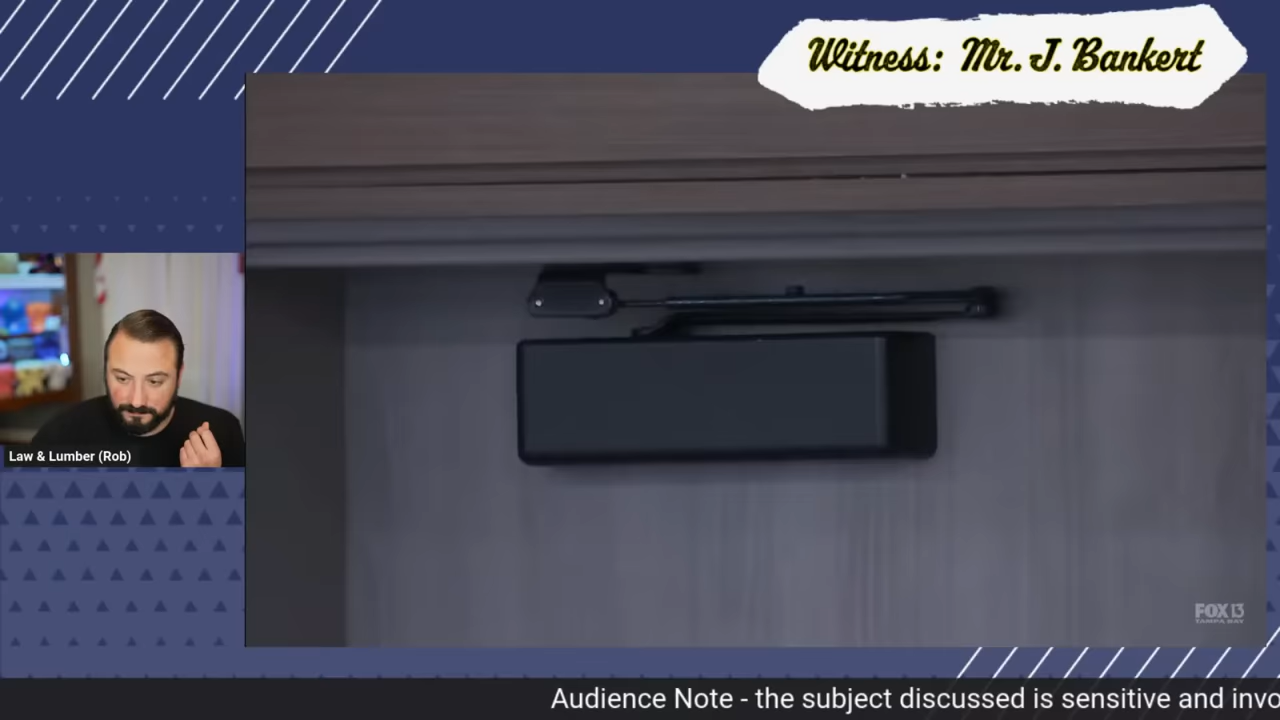 Witness: Mr. J. Bankert
Law & Lumber (Rob)
FOX 13
TAMPA BAY
Audience Note - the subject discussed is sensitive and invo